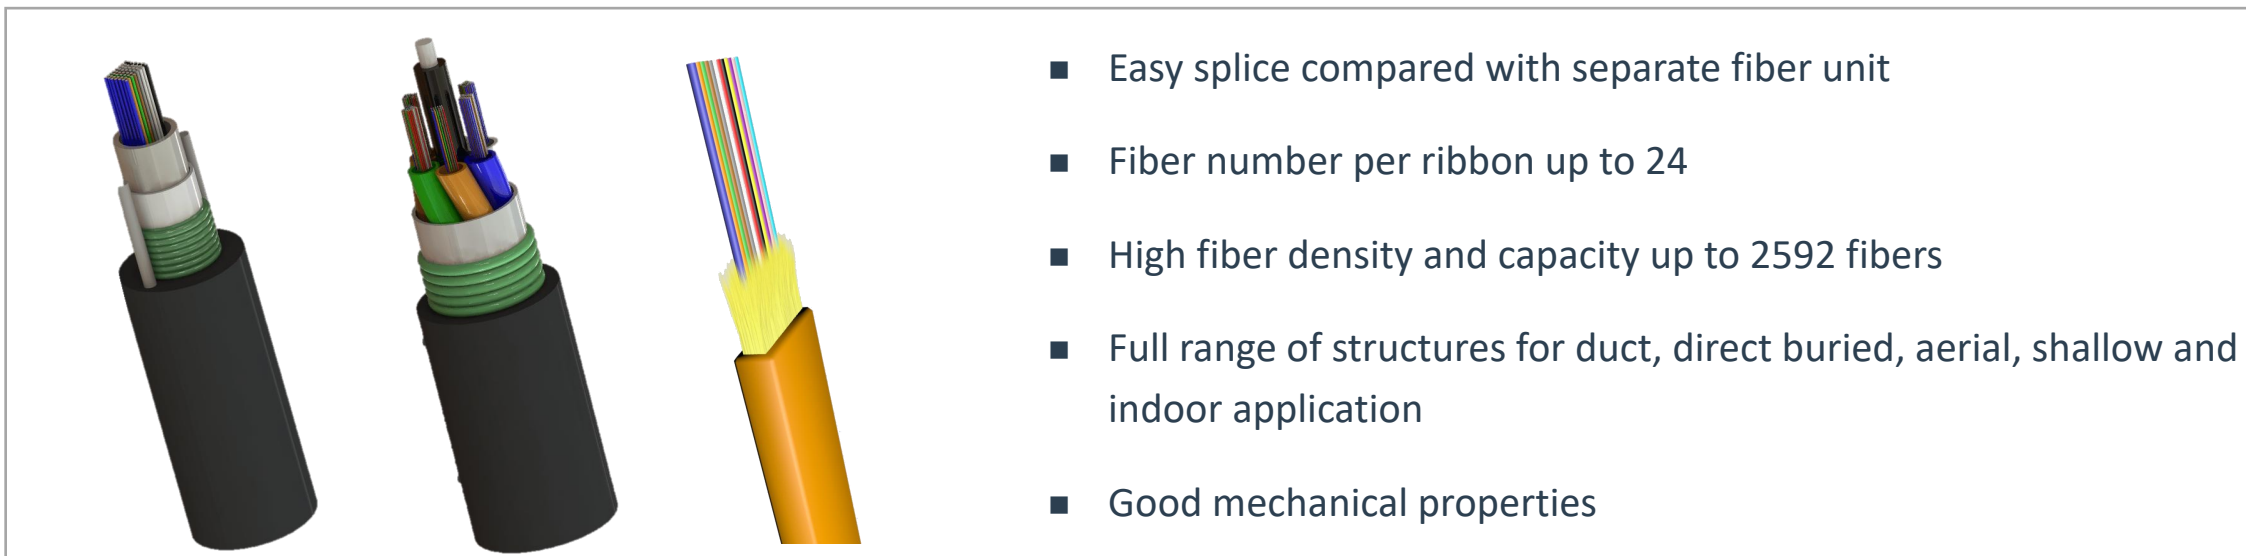 ■ Easy splice compared with separate fiber unit
■ Fiber number per ribbon up to 24
■ High fiber density and capacity up to 2592 fibers
■ Full range of structures for duct, direct buried, aerial, shallow and
indoor application
■ Good mechanical properties